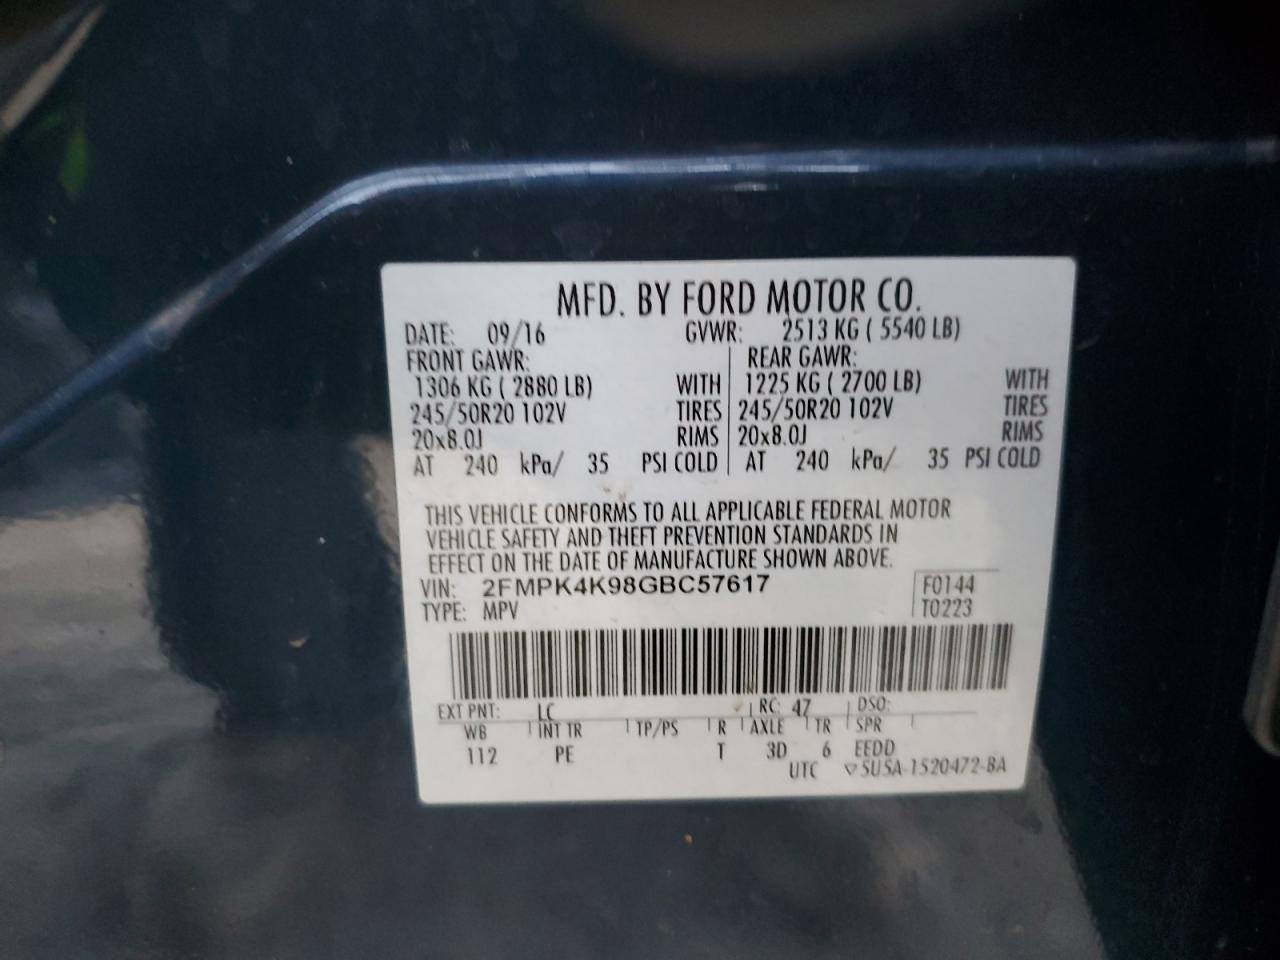 MFD. BY FORD MOTOR CO.
DATE: 09/16 GVWR: 2513 KG ( 5540 LB)
FRONT GAWR: REAR GAWR:
1306 KG ( 2880 LB) WITH 1225 KG ( 2700 LB) WITH
245/50R20 102V TIRES 245/50R20 102V TIRES
20x8.0J RIMS 20x8.0J RIMS
AT 240 kPa/ 35 PSI COLD AT 240 kPa/ 35 PSI COLD
THIS VEHICLE CONFORMS TO ALL APPLICABLE FEDERAL MOTOR
VEHICLE SAFETY AND THEFT PREVENTION STANDARDS IN
EFFECT ON THE DATE OF MANUFACTURE SHOWN ABOVE.
VIN: 2FMPK4K98GBC57617 F0144
TYPE: MPV T0223
EXT PNT: LC RC: 47 DSO:
WB INT TR TP/PS R AXLE TR SPR
112 PE T 3D 6 EEDD
UTC ▽5U5A-1520472-BA